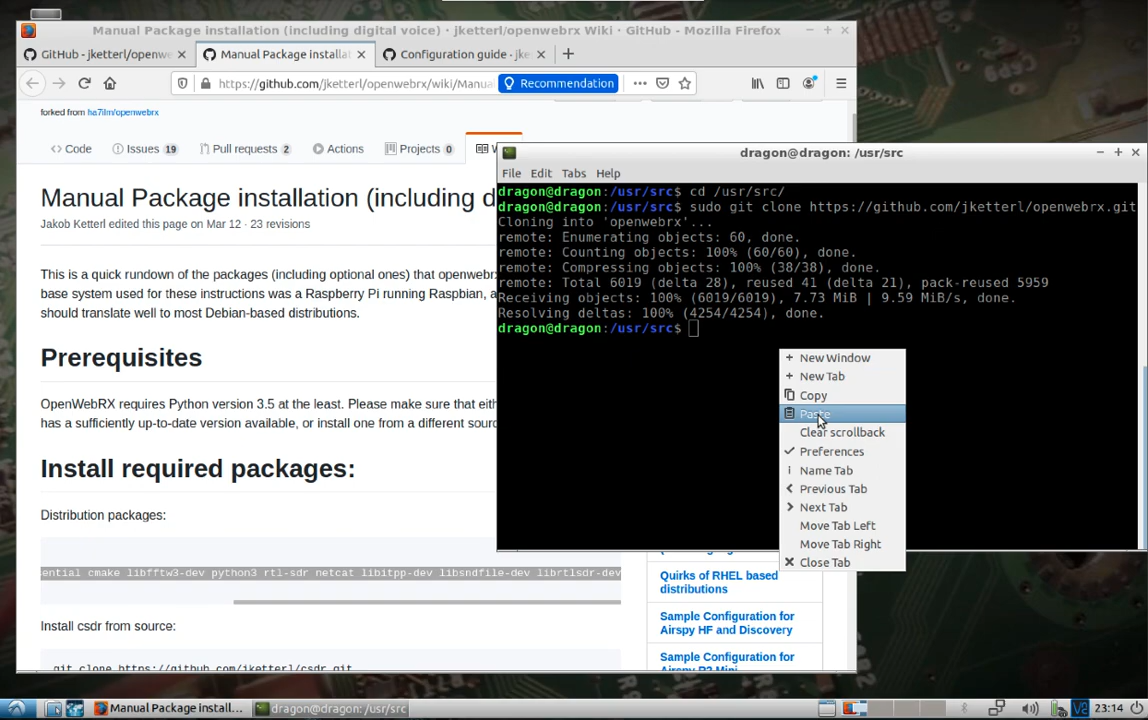 Manual Package installation (including digital voice) · jketterl/openwebrx Wiki · GitHub - Mozilla Firefox
GitHub - jketterl/openwe
Manual Package installa
Configuration guide · jke
https://github.com/jketterl/openwebrx/wiki/Manua
Recommendation
forked from ha7ilm/openwebrx
Code
Issues 19
Pull requests 2
Actions
Projects 0
Manual Package installation (including d
Jakob Ketterl edited this page on Mar 12 · 23 revisions
This is a quick rundown of the packages (including optional ones) that openwebr
base system used for these instructions was a Raspberry Pi running Raspbian, a
should translate well to most Debian-based distributions.
Prerequisites
OpenWebRX requires Python version 3.5 at the least. Please make sure that eit
has a sufficiently up-to-date version available, or install one from a different sour
Install required packages:
Distribution packages:
ential cmake libfftw3-dev python3 rtl-sdr netcat libitpp-dev libsndfile-dev librtlsdr-dev
Install csdr from source:
git clone https://github.com/jketterl/csdr.git
Quirks of RHEL based
distributions
Sample Configuration for
Airspy HF and Discovery
Sample Configuration for
Airspy R2 Mini
dragon@dragon: /usr/src
File Edit Tabs Help
dragon@dragon:/usr/src$ cd /usr/src/
dragon@dragon:/usr/src$ sudo git clone https://github.com/jketterl/openwebrx.git
Cloning into 'openwebrx'...
remote: Enumerating objects: 60, done.
remote: Counting objects: 100% (60/60), done.
remote: Compressing objects: 100% (38/38), done.
remote: Total 6019 (delta 28), reused 41 (delta 21), pack-reused 5959
Receiving objects: 100% (6019/6019), 7.73 MiB | 9.59 MiB/s, done.
Resolving deltas: 100% (4254/4254), done.
dragon@dragon:/usr/src$
New Window
New Tab
Copy
Paste
Clear scrollback
Preferences
Name Tab
Previous Tab
Next Tab
Move Tab Left
Move Tab Right
Close Tab
Manual Package install...
dragon@dragon: /usr/src
23:14